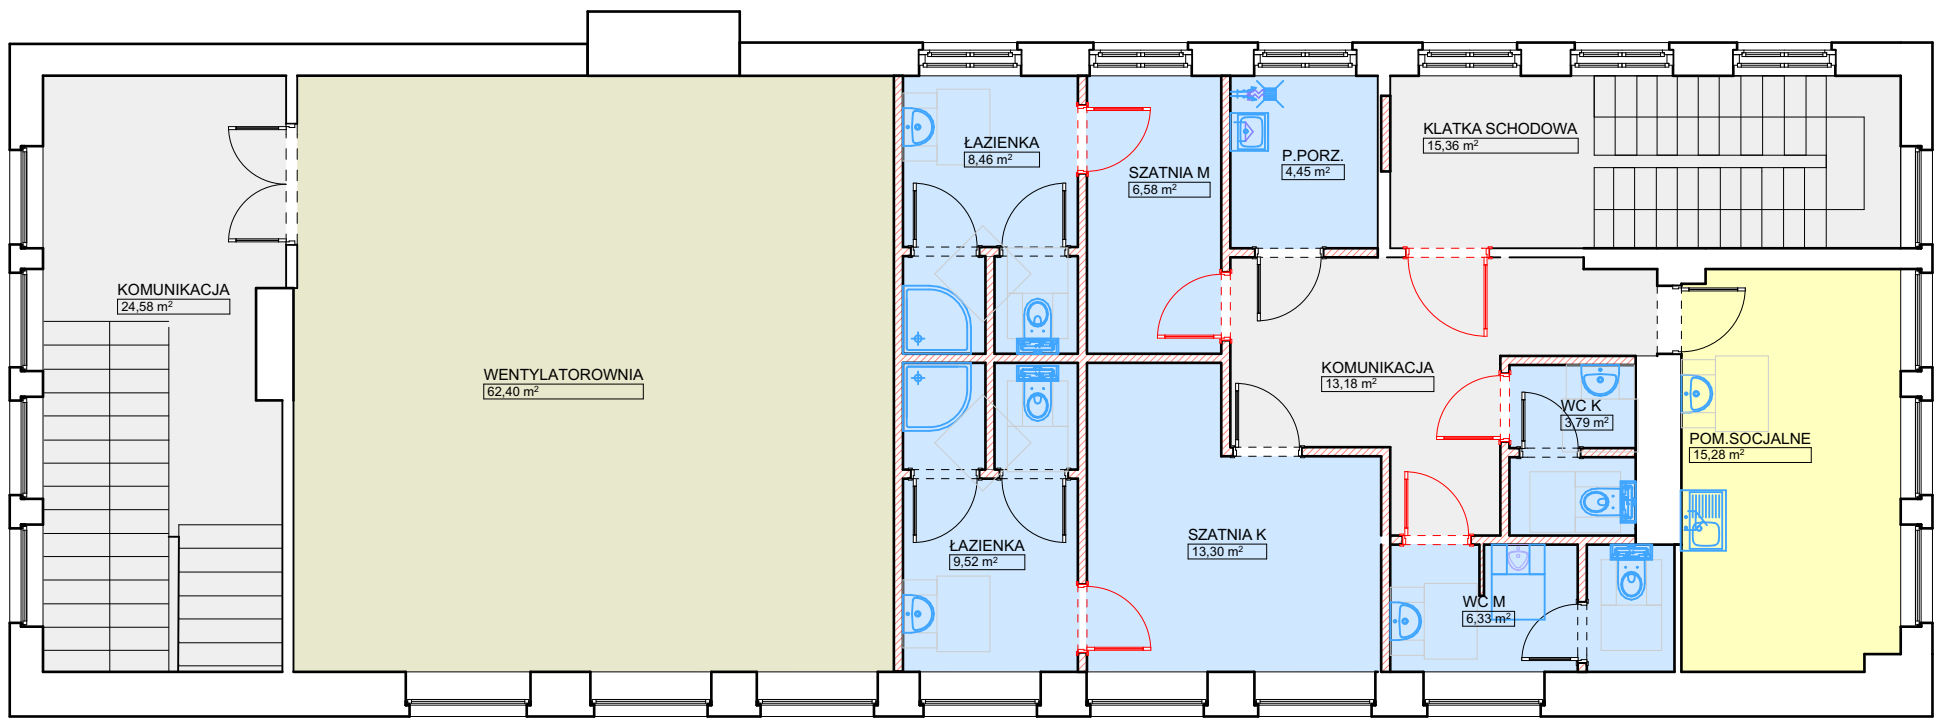 KLATKA SCHODOWA
15,36 m²
ŁAZIENKA
8,46 m²
P.PORZ.
4,45 m²
SZATNIA M
6,58 m²
KOMUNIKACJA
24,58 m²
WENTYLATOROWNIA
62,40 m²
KOMUNIKACJA
13,18 m²
WC K
3,79 m²
POM.SOCJALNE
15,28 m²
SZATNIA K
13,30 m²
ŁAZIENKA
9,52 m²
WC M
6,33 m²